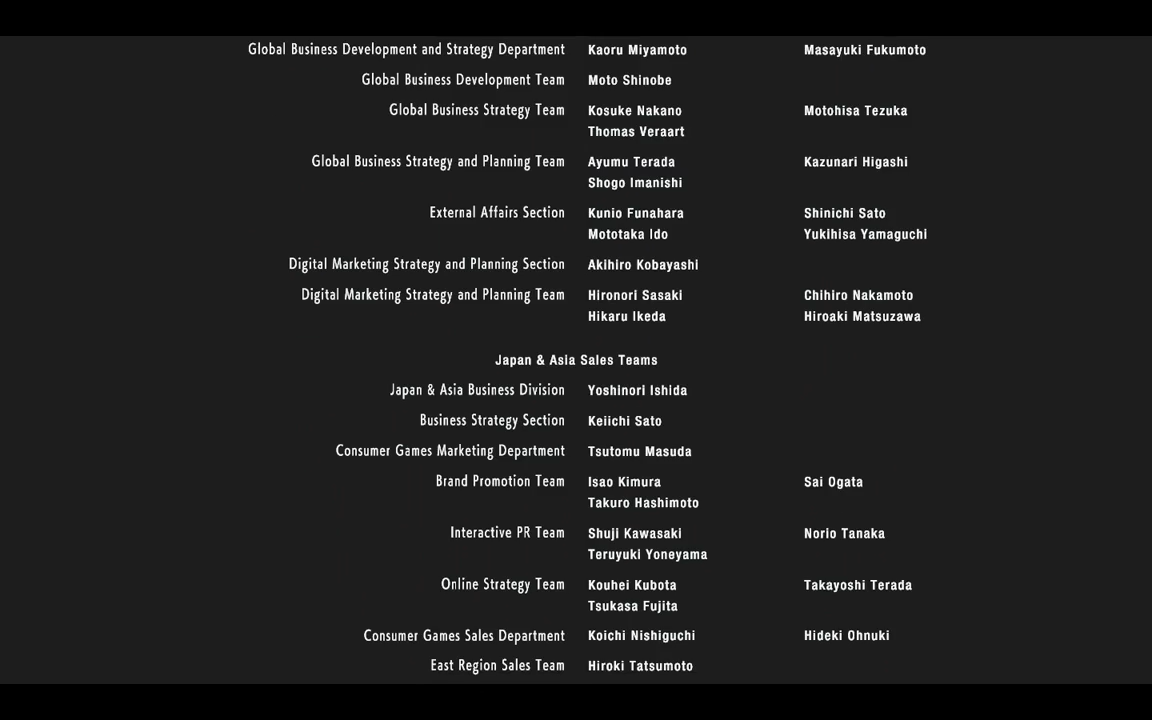 Global Business Development and Strategy Department Kaoru Miyamoto Masayuki Fukumoto
Global Business Development Team Moto Shinobe
Global Business Strategy Team Kosuke Nakano Motohisa Tezuka
Thomas Veraart
Global Business Strategy and Planning Team Ayumu Terada Kazunari Higashi
Shogo Imanishi
External Affairs Section Kunio Funahara Shinichi Sato
Mototaka Ido Yukihisa Yamaguchi
Digital Marketing Strategy and Planning Section Akihiro Kobayashi
Digital Marketing Strategy and Planning Team Hironori Sasaki Chihiro Nakamoto
Hikaru Ikeda Hiroaki Matsuzawa
Japan & Asia Sales Teams
Japan & Asia Business Division Yoshinori Ishida
Business Strategy Section Keiichi Sato
Consumer Games Marketing Department Tsutomu Masuda
Brand Promotion Team Isao Kimura Sai Ogata
Takuro Hashimoto
Interactive PR Team Shuji Kawasaki Norio Tanaka
Teruyuki Yoneyama
Online Strategy Team Kouhei Kubota Takayoshi Terada
Tsukasa Fujita
Consumer Games Sales Department Koichi Nishiguchi Hideki Ohnuki
East Region Sales Team Hiroki Tatsumoto